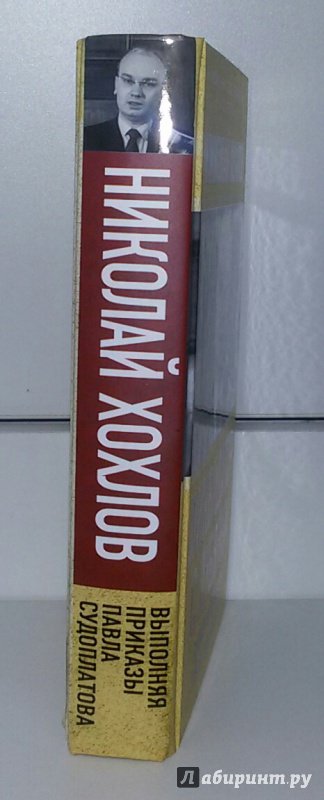 НИКОЛАЙ ХОХЛОВ
ВЫПОЛНЯЯ
ПРИКАЗЫ
ПАВЛА
СУДОПЛАТОВА
Лабиринт.ру